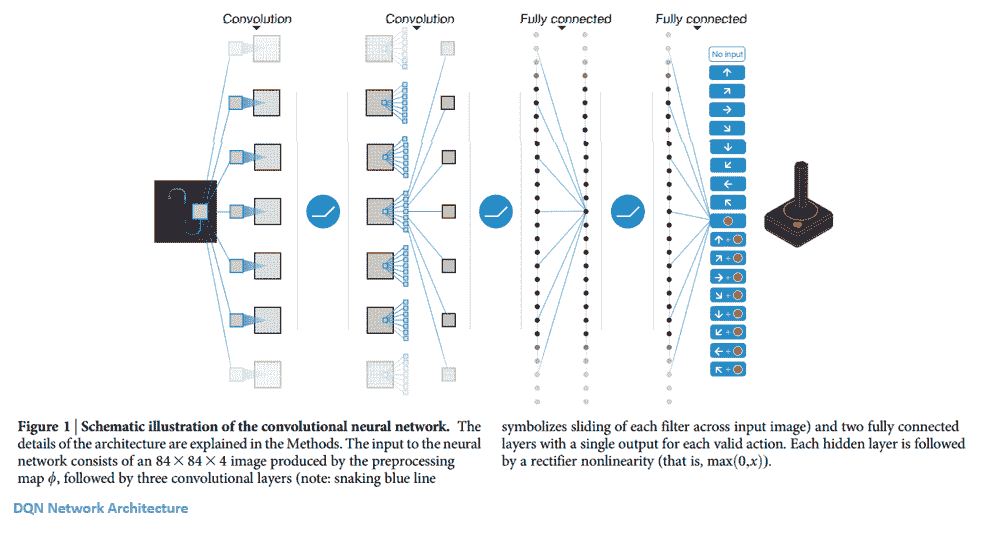 Convolution
Convolution
Fully connected
Fully connected
No input
Figure 1 | Schematic illustration of the convolutional neural network. The
details of the architecture are explained in the Methods. The input to the neural
network consists of an 84 × 84 × 4 image produced by the preprocessing
map ϕ, followed by three convolutional layers (note: snaking blue line
symbolizes sliding of each filter across input image) and two fully connected
layers with a single output for each valid action. Each hidden layer is followed
by a rectifier nonlinearity (that is, max(0,x)).
DQN Network Architecture